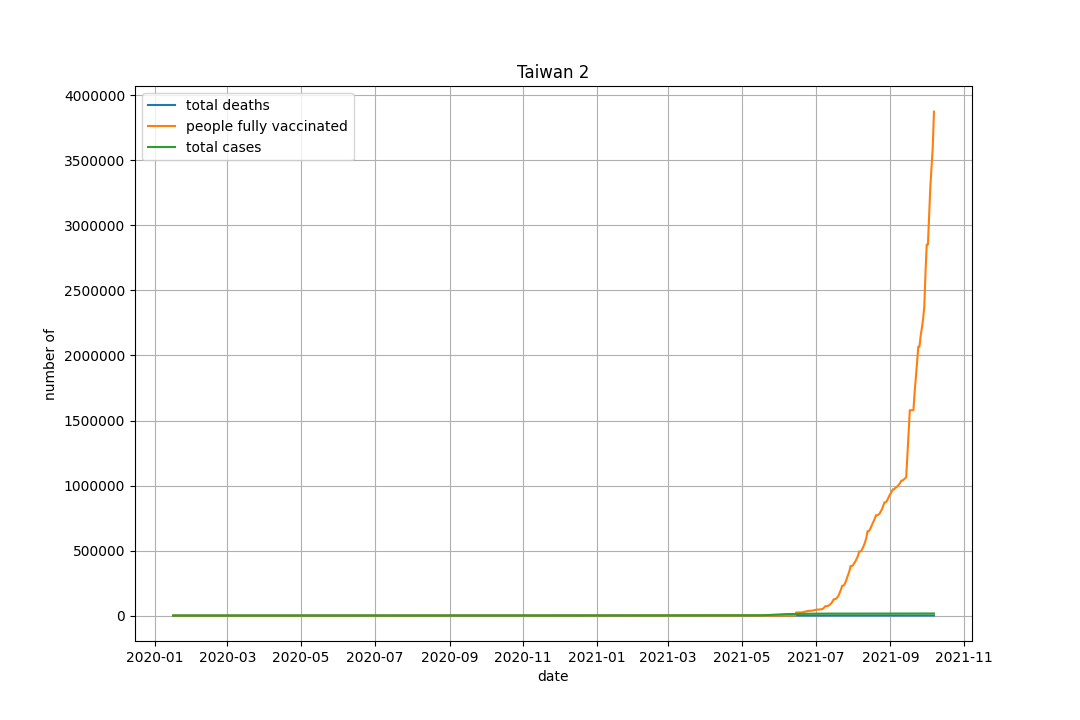 Taiwan 2
total deaths
people fully vaccinated
total cases
4000000
3500000
3000000
2500000
2000000
1500000
1000000
500000
0
number of
2020-01 2020-03 2020-05 2020-07 2020-09 2020-11 2021-01 2021-03 2021-05 2021-07 2021-09 2021-11
date